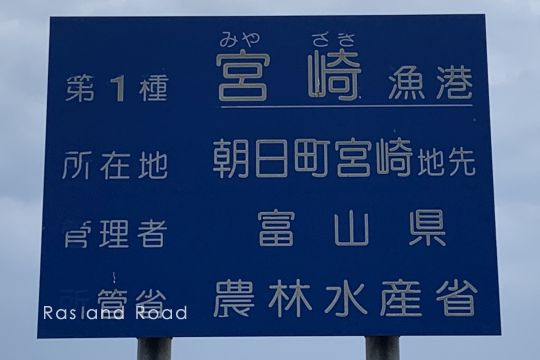 みや ざき
第1種 宮崎漁港
所在地 朝日町宮崎地先
管理者 富山県
所管省 農林水産省
Rasland Road